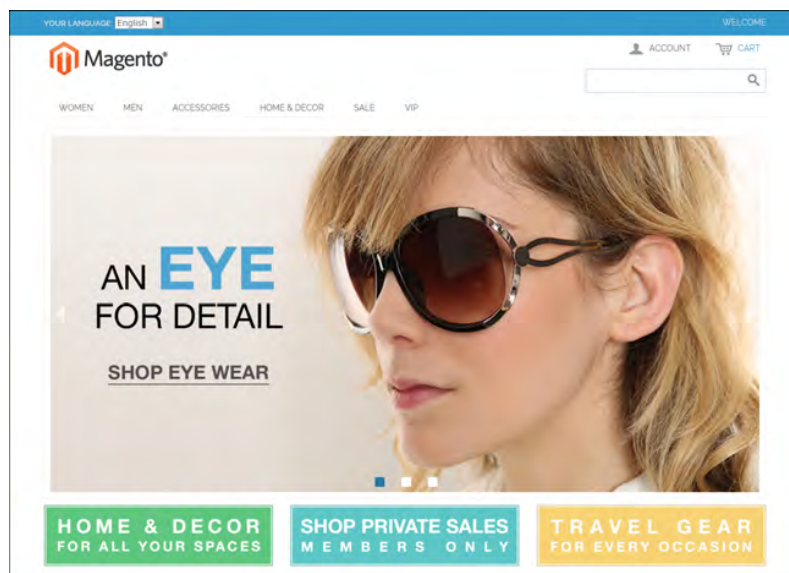 YOUR LANGUAGE: English WELCOME
Magento®
ACCOUNT CART
WOMEN MEN ACCESSORIES HOME & DECOR SALE VIP
AN EYE
FOR DETAIL
SHOP EYE WEAR
HOME & DECOR
FOR ALL YOUR SPACES
SHOP PRIVATE SALES
MEMBERS ONLY
TRAVEL GEAR
FOR EVERY OCCASION